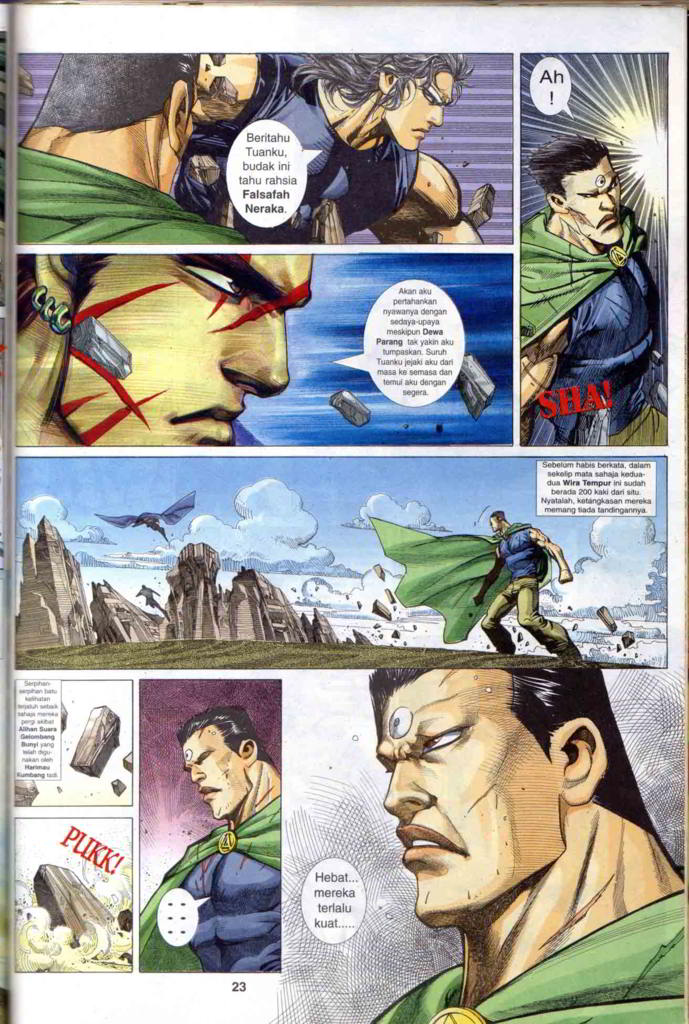 Beritahu
Tuanku,
budak ini
tahu rahsia
Falsafah
Neraka.
Ah
!
Akan aku
pertahankan
nyawanya dengan
sedaya-upaya
meskipun Dewa
Parang tak yakin aku
tumpaskan. Suruh
Tuanku jejaki aku dari
masa ke semasa dan
temui aku dengan
segera.
SHA!
Sebelum habis berkata, dalam
sekelip mata sahaja kedua-
dua Wira Tempur ini sudah
berada 200 kaki dari situ.
Nyatalah, ketangkasan mereka
memang tiada tandingannya.
Serpihan-
serpihan batu
kelihatan
terjatuh sebaik
sahaja mereka
pergi akibat
Alihan Suara
Gelombang
Bunyi yang
telah digu-
nakan oleh
Harimau
Kumbang tadi.
PUKK!
......
Hebat...
mereka
terlalu
kuat.....
23